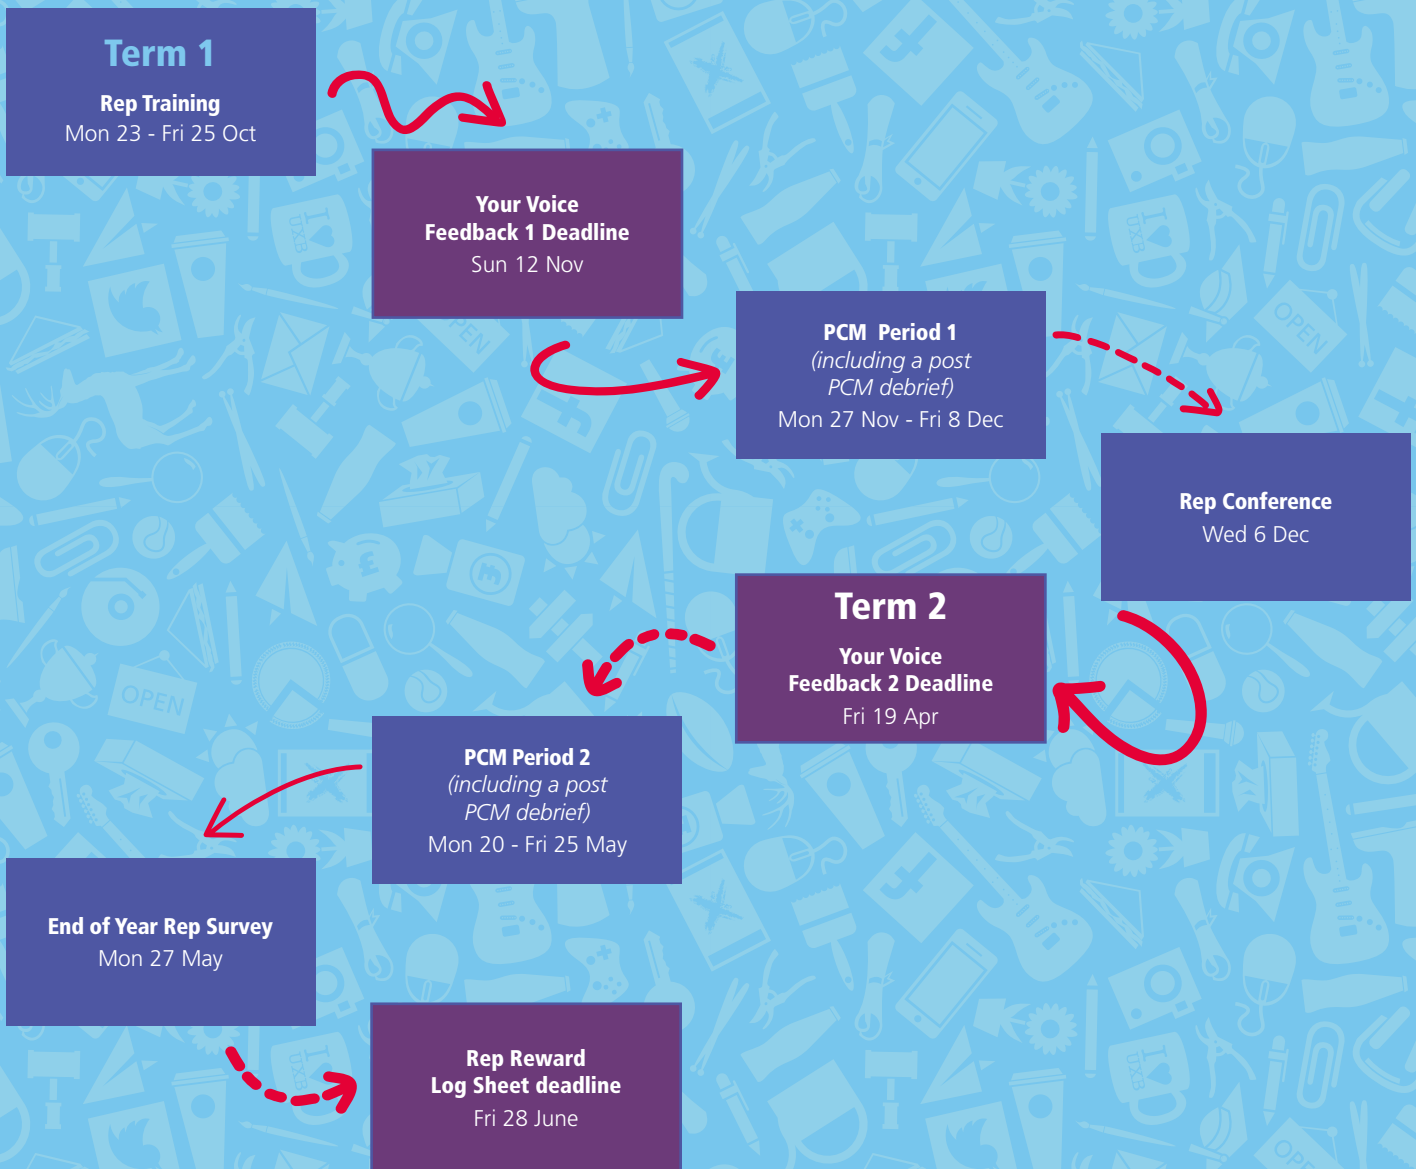 Term 1
Rep Training
Mon 23 - Fri 25 Oct
Your Voice
Feedback 1 Deadline
Sun 12 Nov
PCM Period 1
(including a post
PCM debrief)
Mon 27 Nov - Fri 8 Dec
Rep Conference
Wed 6 Dec
Term 2
Your Voice
Feedback 2 Deadline
Fri 19 Apr
PCM Period 2
(including a post
PCM debrief)
Mon 20 - Fri 25 May
End of Year Rep Survey
Mon 27 May
Rep Reward
Log Sheet deadline
Fri 28 June
OPEN
OPEN
I ♥
UXB